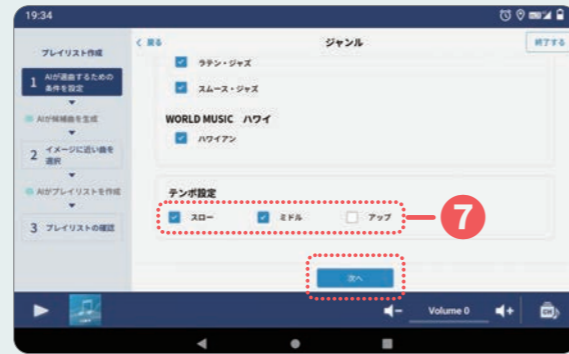 19:34
プレイリスト作成
1 AIが選曲するための
条件を設定
AIが候補曲を生成
2 イメージに近い曲を
選択
AIがプレイリストを作成
3 プレイリストの確認
戻る
ジャンル
終了する
ラテン・ジャズ
スムース・ジャズ
WORLD MUSIC ハワイ
ハワイアン
テンポ設定
スロー ミドル アップ
7
次へ
Volume 0